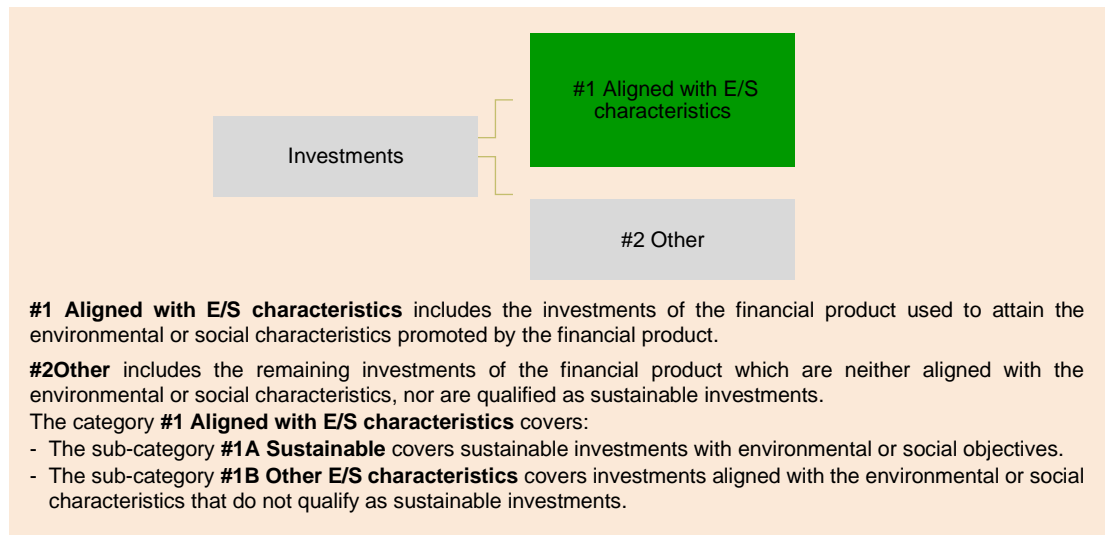 #1 Aligned with E/S
characteristics
Investments
#2 Other
#1 Aligned with E/S characteristics includes the investments of the financial product used to attain the
environmental or social characteristics promoted by the financial product.
#2Other includes the remaining investments of the financial product which are neither aligned with the
environmental or social characteristics, nor are qualified as sustainable investments.
The category #1 Aligned with E/S characteristics covers:
- The sub-category #1A Sustainable covers sustainable investments with environmental or social objectives.
- The sub-category #1B Other E/S characteristics covers investments aligned with the environmental or social
characteristics that do not qualify as sustainable investments.